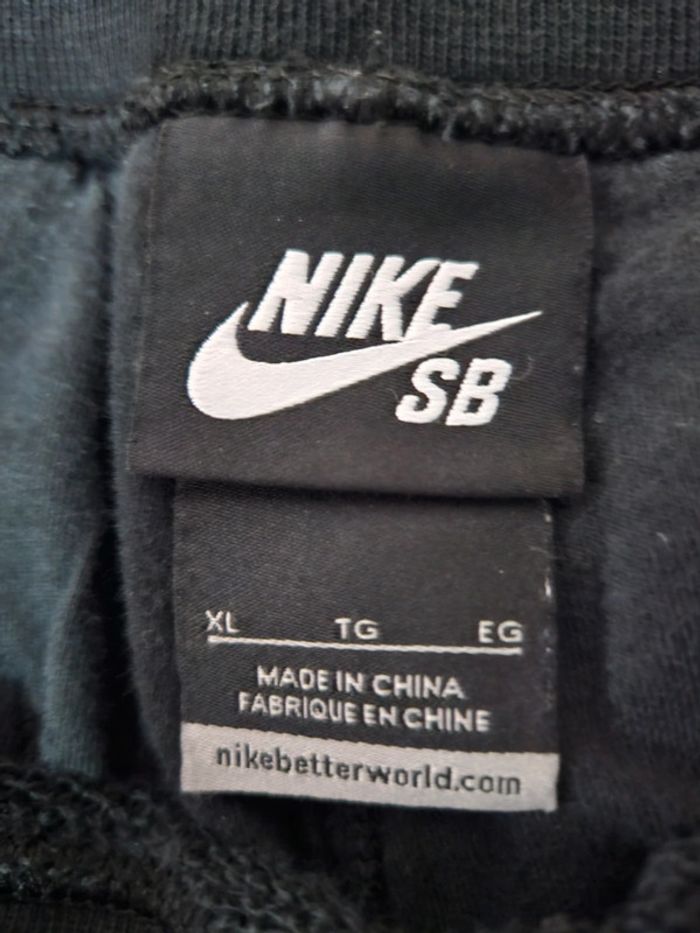 NIKE
SB
XL TG EG
MADE IN CHINA
FABRIQUE EN CHINE
nikebetterworld.com